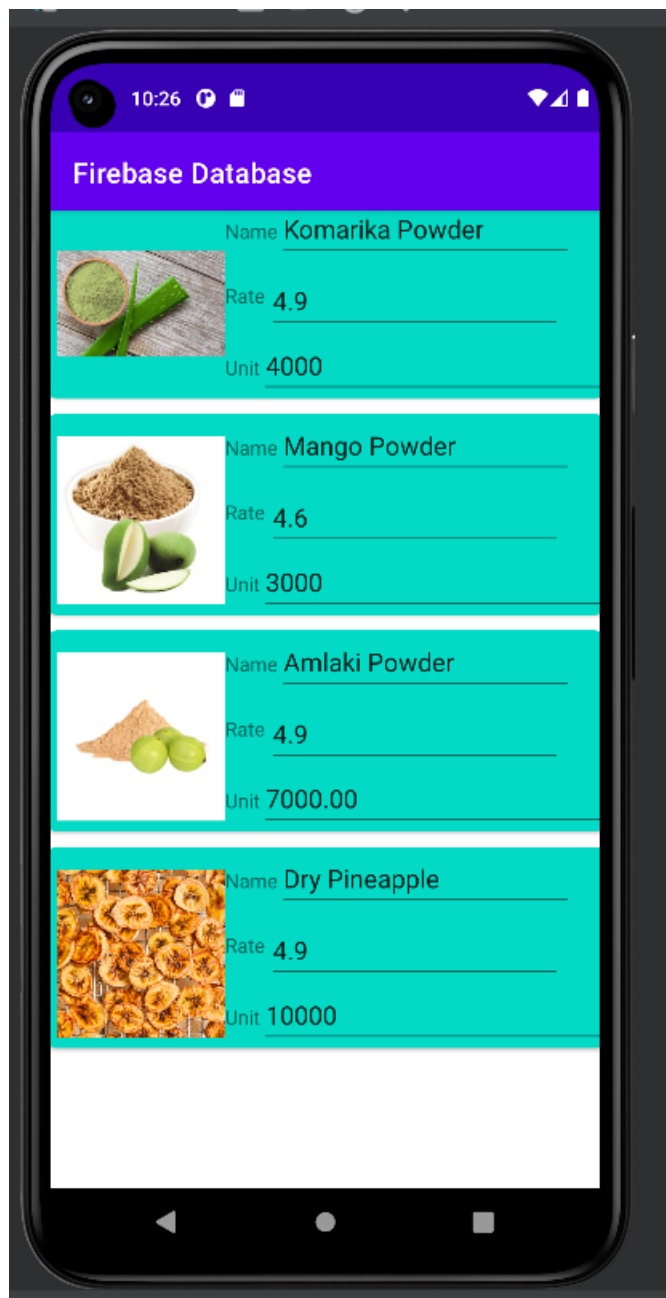 10:26
Firebase Database
Name Komarika Powder
Rate 4.9
Unit 4000
Name Mango Powder
Rate 4.6
Unit 3000
Name Amlaki Powder
Rate 4.9
Unit 7000.00
Name Dry Pineapple
Rate 4.9
Unit 10000